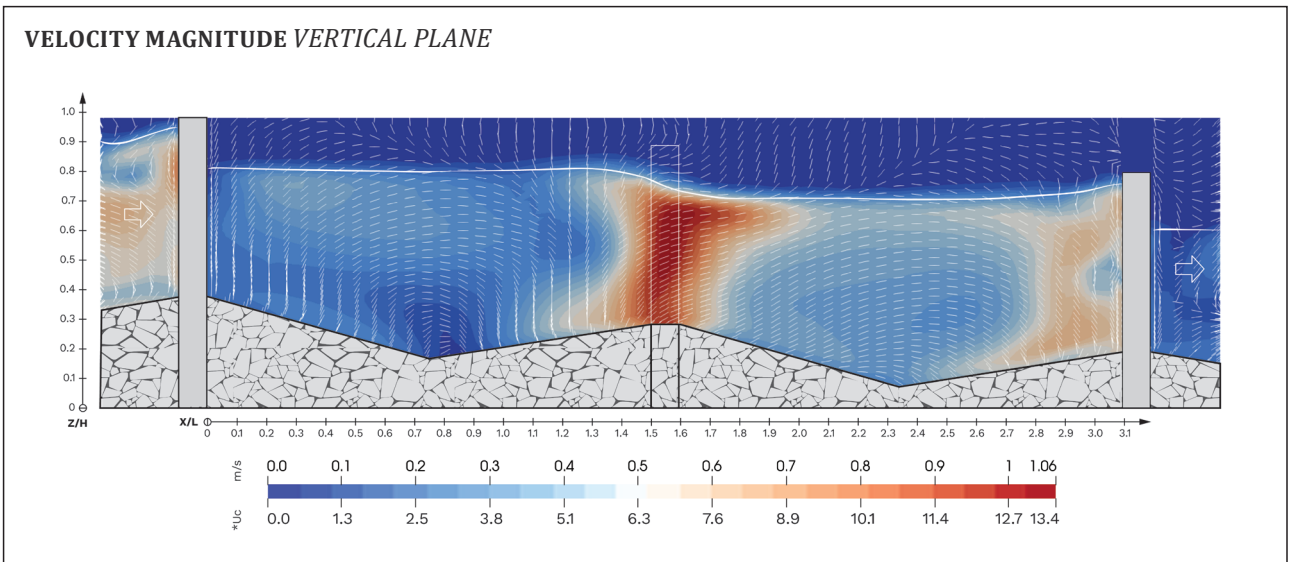 VELOCITY MAGNITUDE VERTICAL PLANE
1.0
0.9
0.8
0.7
0.6
0.5
0.4
0.3
0.2
0.1
0
Z/H
X/L
0 0.1 0.2 0.3 0.4 0.5 0.6 0.7 0.8 0.9 1.0 1.1 1.2 1.3 1.4 1.5 1.6 1.7 1.8 2.0 2.1 2.2 2.3 2.4 2.5 2.6 2.7 2.8 2.9 3.0 3.1
m/s 0.0 0.1 0.2 0.3 0.4 0.5 0.6 0.7 0.8 0.9 1 1.06
*Uc 0.0 1.3 2.5 3.8 5.1 6.3 7.6 8.9 10.1 11.4 12.7 13.4